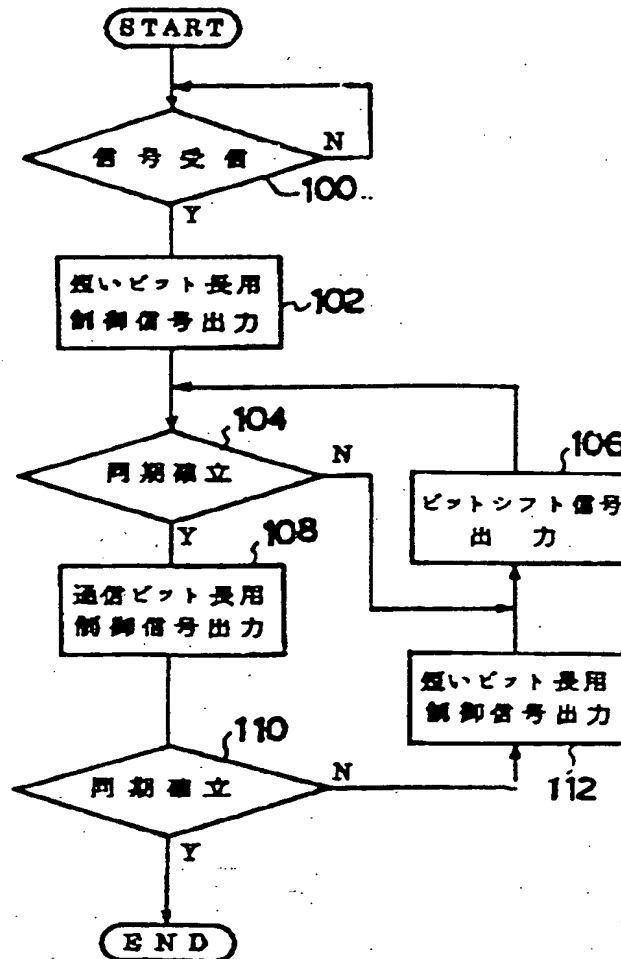 START
信号受信
N
100
Y
短いビット長用
制御信号出力
102
104
同期確立
N
106
ビットシフト信号
出力
Y
108
通信ビット長用
制御信号出力
短いビット長用
制御信号出力
112
110
同期確立
N
Y
END